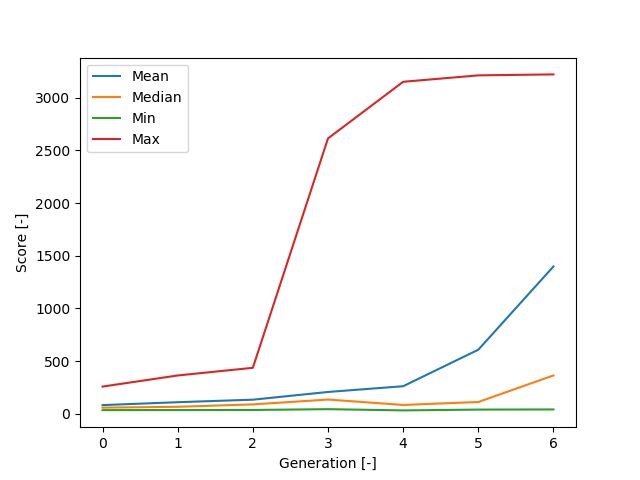 Mean
Median
Min
Max
3000
2500
2000
1500
1000
500
0
Score [-]
0 1 2 3 4 5 6
Generation [-]